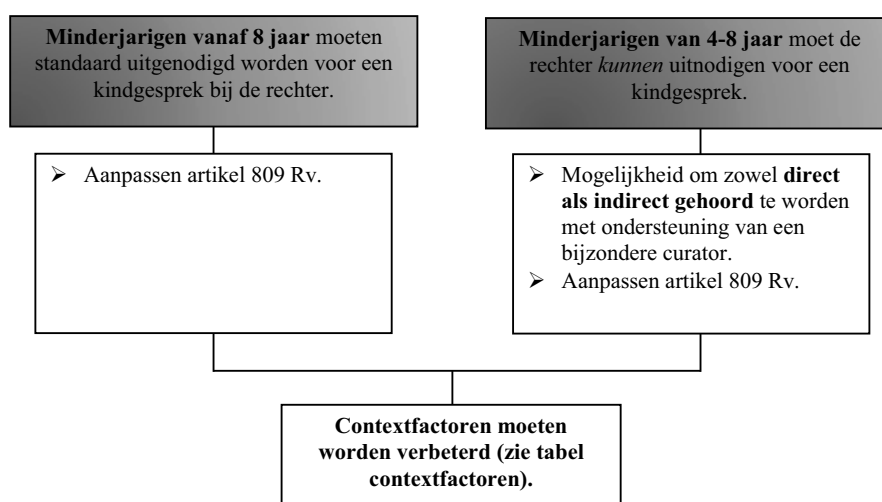 Minderjarigen vanaf 8 jaar moeten
standaard uitgenodigd worden voor een
kindgesprek bij de rechter.
Minderjarigen van 4-8 jaar moet de
rechter kunnen uitnodigen voor een
kindgesprek.
➢ Aanpassen artikel 809 Rv.
➢ Mogelijkheid om zowel direct
als indirect gehoord te worden
met ondersteuning van een
bijzondere curator.
➢ Aanpassen artikel 809 Rv.
Contextfactoren moeten
worden verbeterd (zie tabel
contextfactoren).